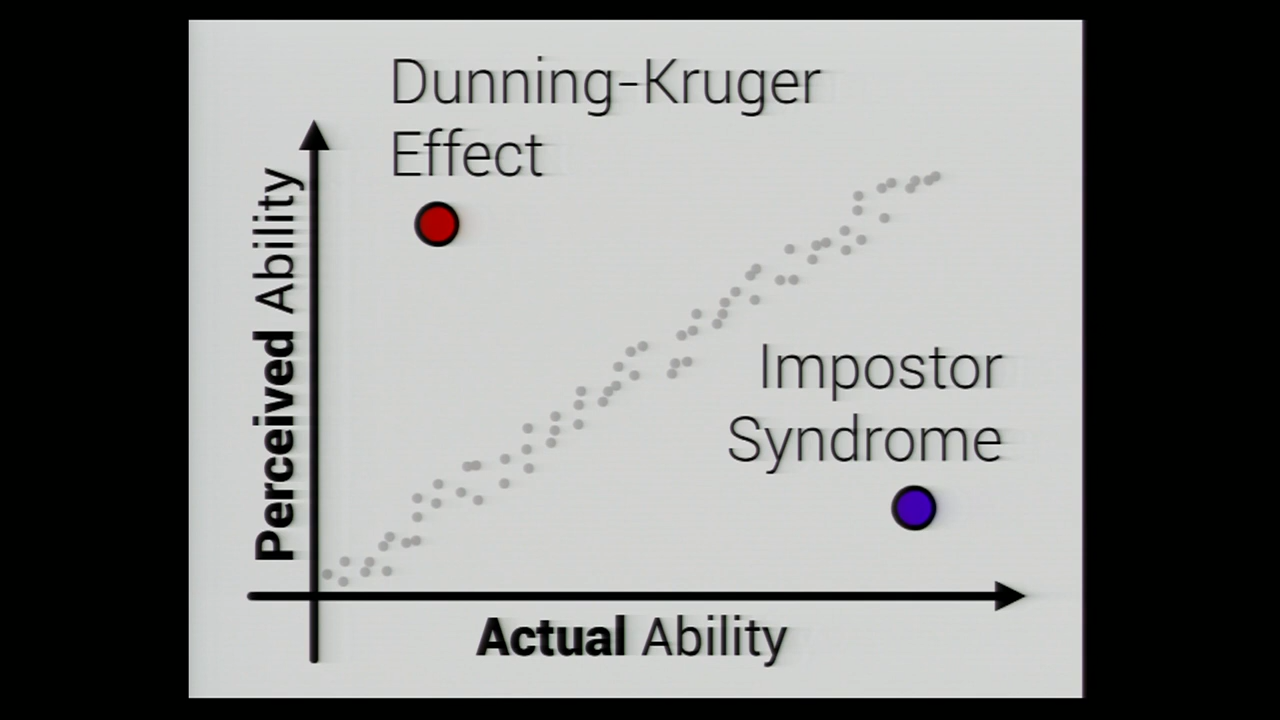 Dunning-Kruger
Effect
Perceived Ability
Impostor
Syndrome
Actual Ability